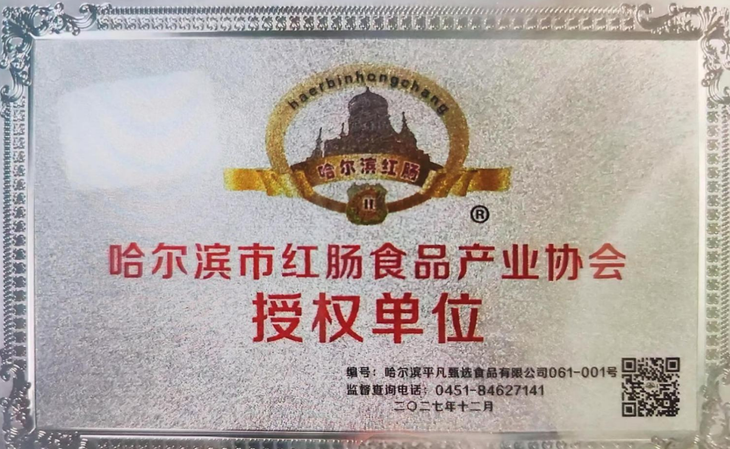 haerbinhongchang
哈尔滨红肠
H
®
哈尔滨市红肠食品产业协会
授权单位
编号：哈尔滨平凡甄选食品有限公司061-001号
监督查询电话：0451-84627141
二〇二七年十二月